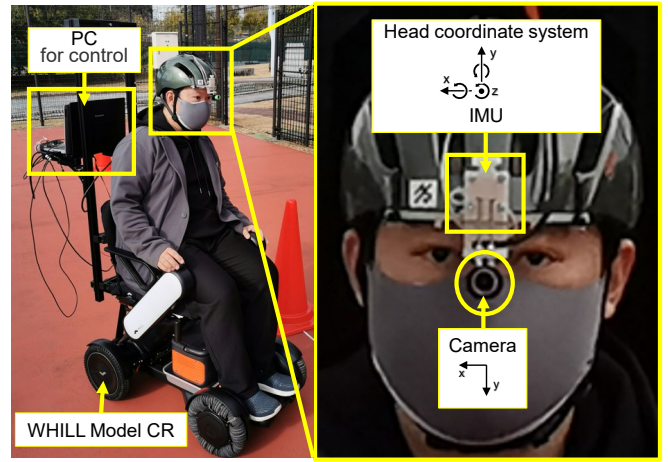 PC
for control
WHILL Model CR
Head coordinate system
y
x
z
IMU
Camera
x
y